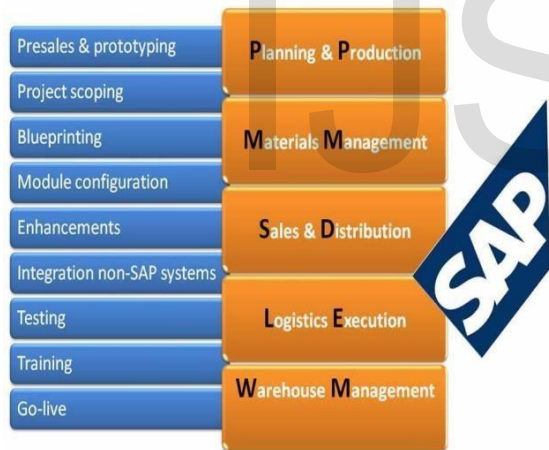 Presales & prototyping
Project scoping
Blueprinting
Module configuration
Enhancements
Integration non-SAP systems
Testing
Training
Go-live
Planning & Production
Materials Management
Sales & Distribution
Logistics Execution
Warehouse Management
SAP
IJS